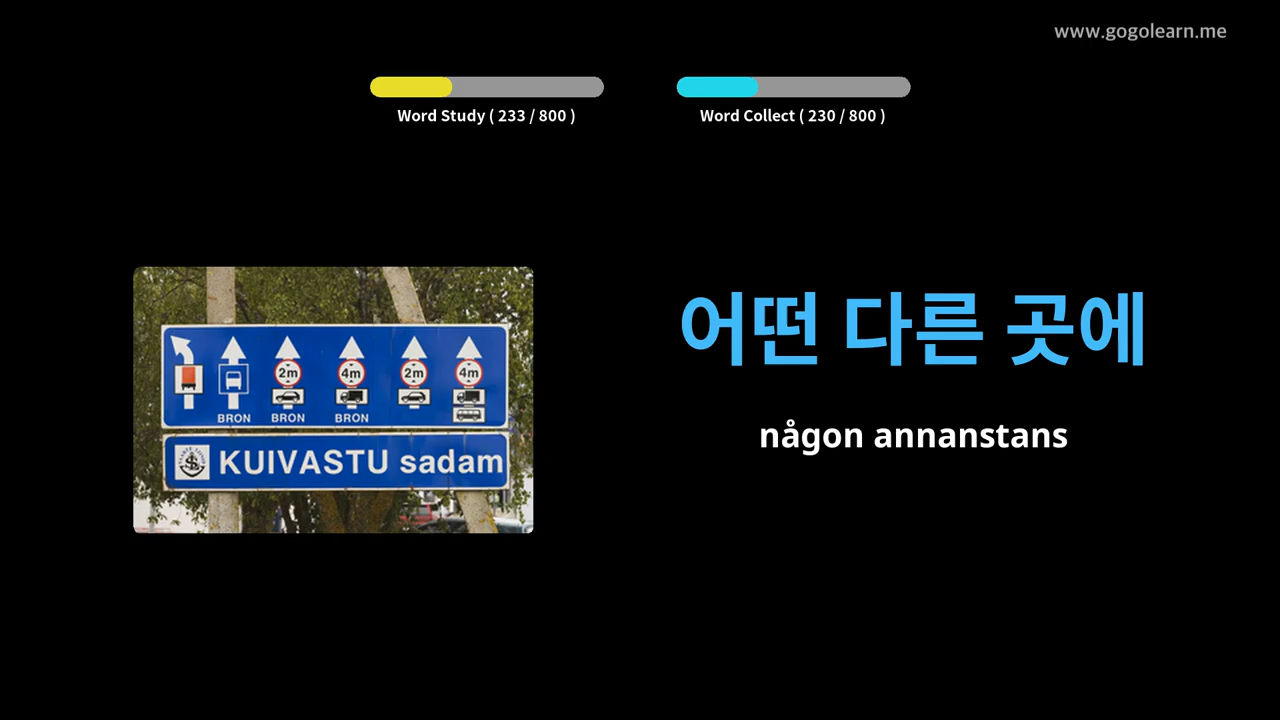 www.gogolearn.me
Word Study ( 233 / 800 )
Word Collect ( 230 / 800 )
어떤 다른 곳에
någon annanstans
2m 4m 2m 4m
BRON BRON BRON
KUIVASTU sadam